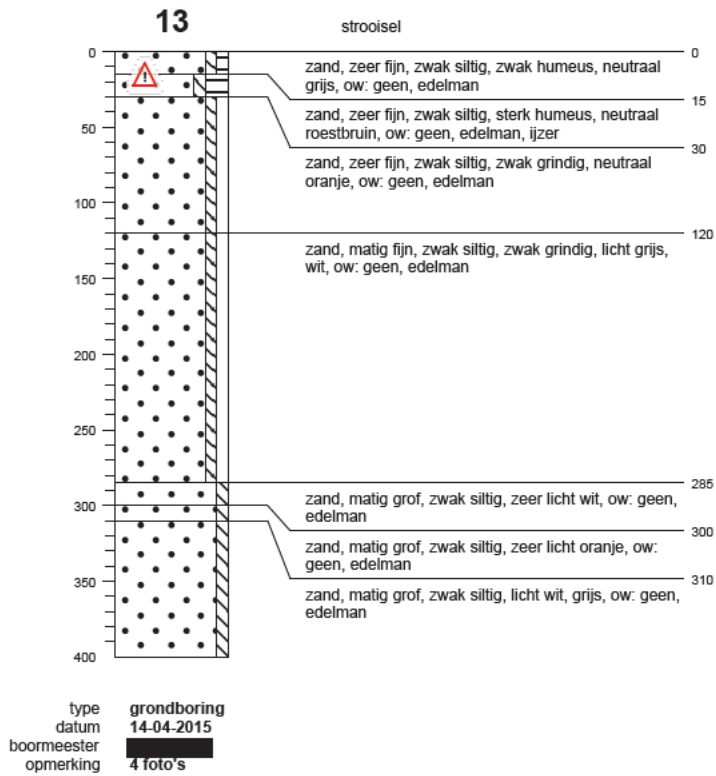 13
strooisel
0
0
zand, zeer fijn, zwak siltig, zwak humeus, neutraal
grijs, ow: geen, edelman
15
zand, zeer fijn, zwak siltig, sterk humeus, neutraal
roestbruin, ow: geen, edelman, ijzer
30
50
zand, zeer fijn, zwak siltig, zwak grindig, neutraal
oranje, ow: geen, edelman
100
120
zand, matig fijn, zwak siltig, zwak grindig, licht grijs,
wit, ow: geen, edelman
150
200
250
285
zand, matig grof, zwak siltig, zeer licht wit, ow: geen,
edelman
300
300
zand, matig grof, zwak siltig, zeer licht oranje, ow:
geen, edelman
310
350
zand, matig grof, zwak siltig, licht wit, grijs, ow: geen,
edelman
400
type grondboring
datum 14-04-2015
boormeester
opmerking 4 foto's